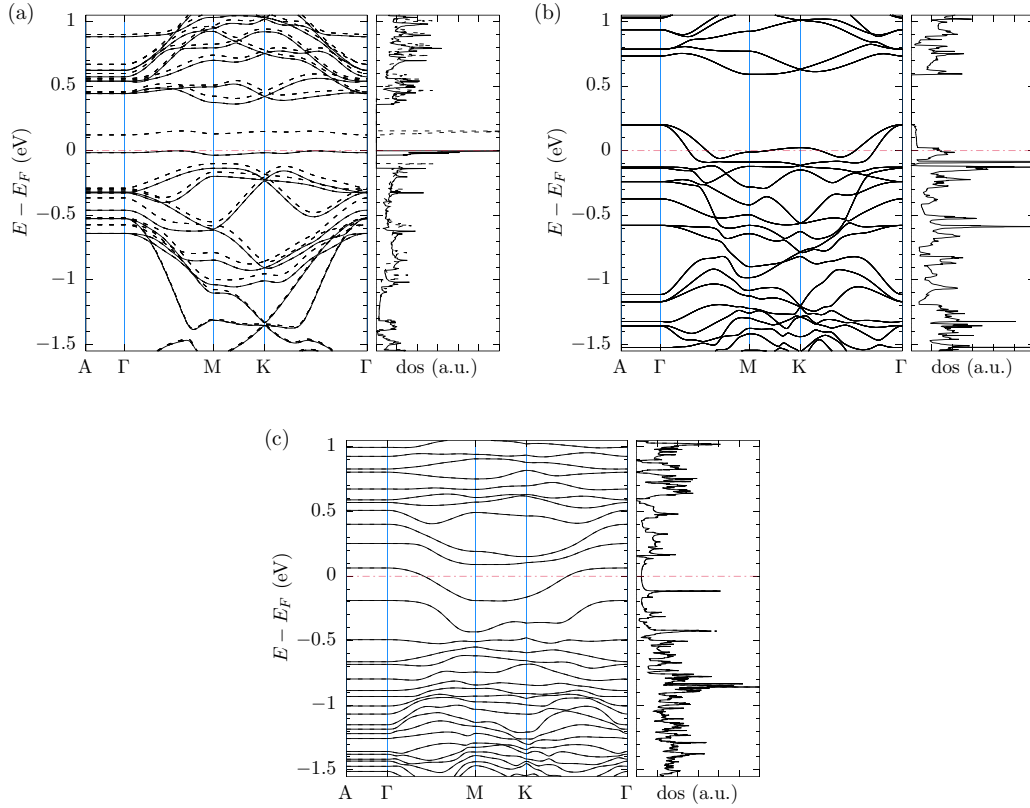 (a)
E − E_F (eV)
1
0.5
0
−0.5
−1
−1.5
A Γ M K Γ
dos (a.u.)
(b)
E − E_F (eV)
1
0.5
0
−0.5
−1
−1.5
A Γ M K Γ
dos (a.u.)
(c)
E − E_F (eV)
1
0.5
0
−0.5
−1
−1.5
A Γ M K Γ
dos (a.u.)